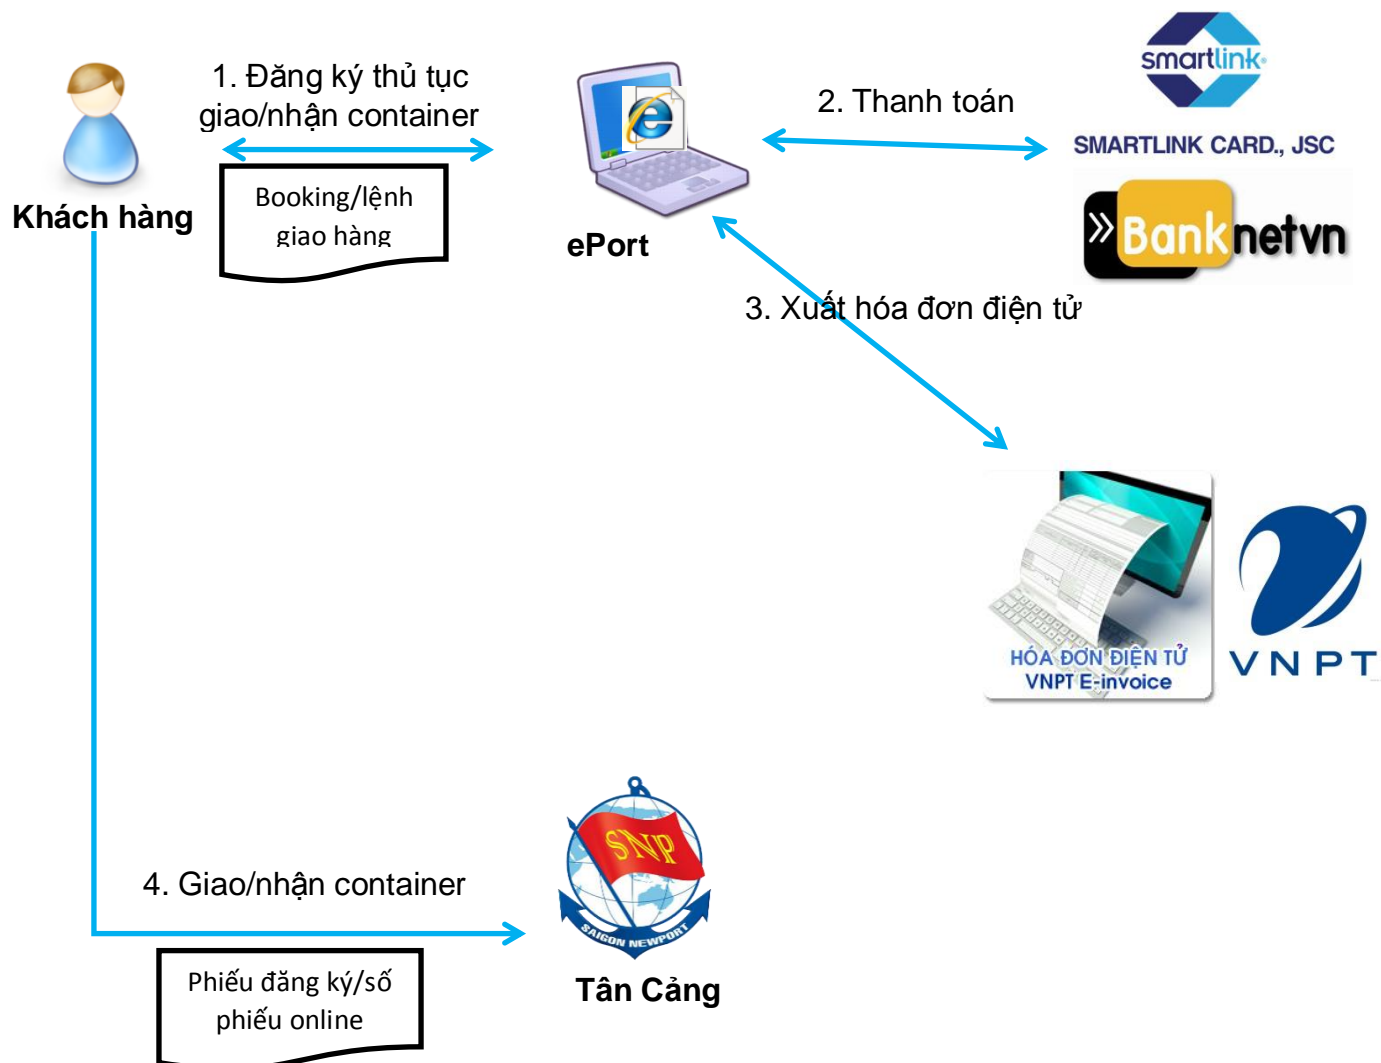 1. Đăng ký thủ tục
giao/nhận container
Booking/lệnh
giao hàng
Khách hàng
ePort
2. Thanh toán
smartlink
SMARTLINK CARD., JSC
» Banknetvn
3. Xuất hóa đơn điện tử
HÓA ĐƠN ĐIỆN TỬ
VNPT E-invoice
VNPT
4. Giao/nhận container
Phiếu đăng ký/số
phiếu online
SNP
SAIGON NEWPORT
Tân Cảng